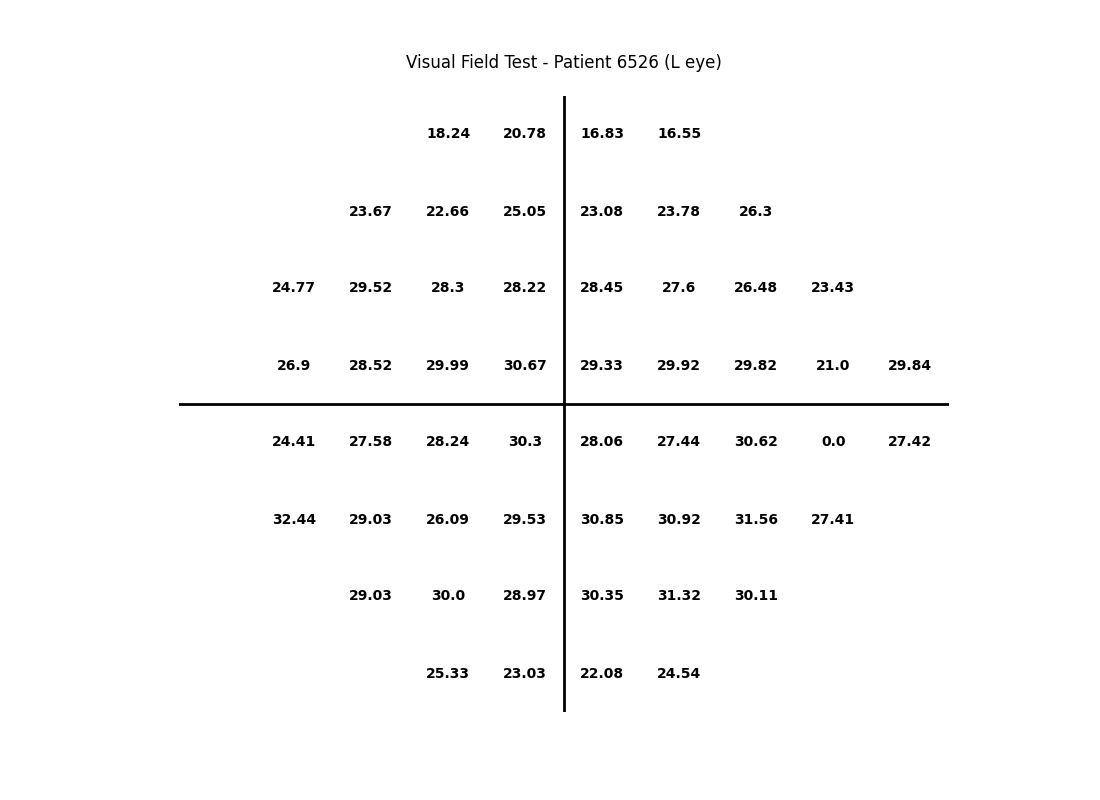 Visual Field Test - Patient 6526 (L eye)
18.24 20.78 16.83 16.55
23.67 22.66 25.05 23.08 23.78 26.3
24.77 29.52 28.3 28.22 28.45 27.6 26.48 23.43
26.9 28.52 29.99 30.67 29.33 29.92 29.82 21.0 29.84
24.41 27.58 28.24 30.3 28.06 27.44 30.62 0.0 27.42
32.44 29.03 26.09 29.53 30.85 30.92 31.56 27.41
29.03 30.0 28.97 30.35 31.32 30.11
25.33 23.03 22.08 24.54